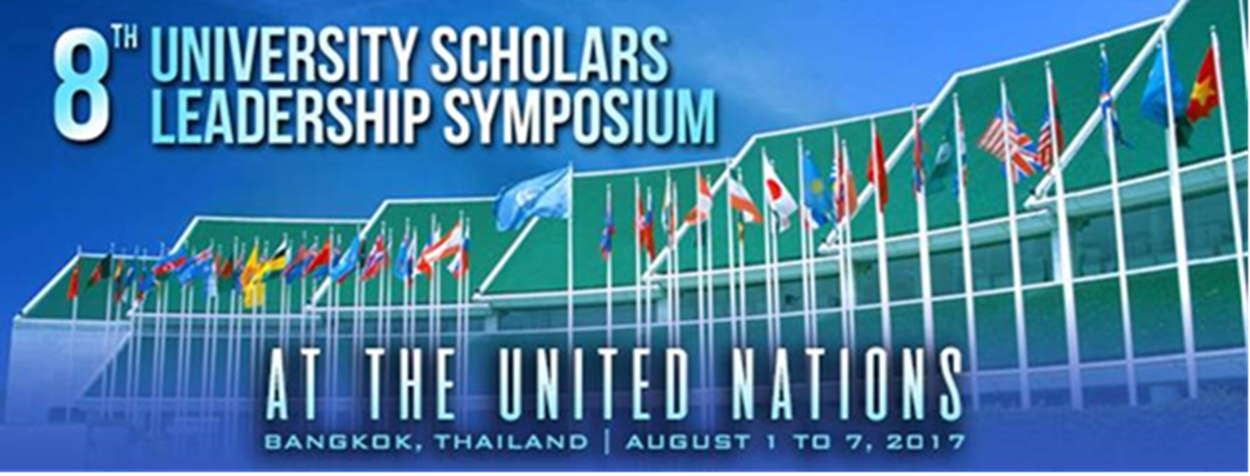 8TH UNIVERSITY SCHOLARS
LEADERSHIP SYMPOSIUM
AT THE UNITED NATIONS
BANGKOK, THAILAND | AUGUST 1 TO 7, 2017